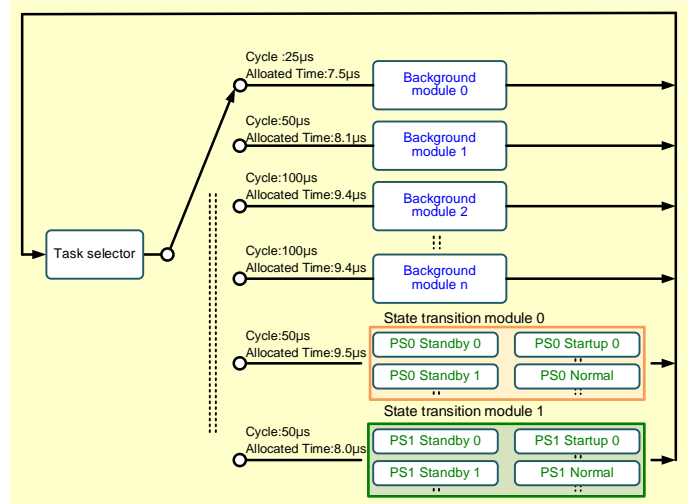 Cycle :25µs
Alloated Time:7.5µs
Background
module 0
Cycle:50µs
Allocated Time:8.1µs
Background
module 1
Cycle:100µs
Allocated Time:9.4µs
Background
module 2
Task selector
Cycle:100µs
Allocated Time:9.4µs
Background
module n
State transition module 0
Cycle:50µs
Allocated Time:9.5µs
PS0 Standby 0
PS0 Startup 0
PS0 Standby 1
PS0 Normal
State transition module 1
Cycle:50µs
Allocated Time:8.0µs
PS1 Standby 0
PS1 Startup 0
PS1 Standby 1
PS1 Normal